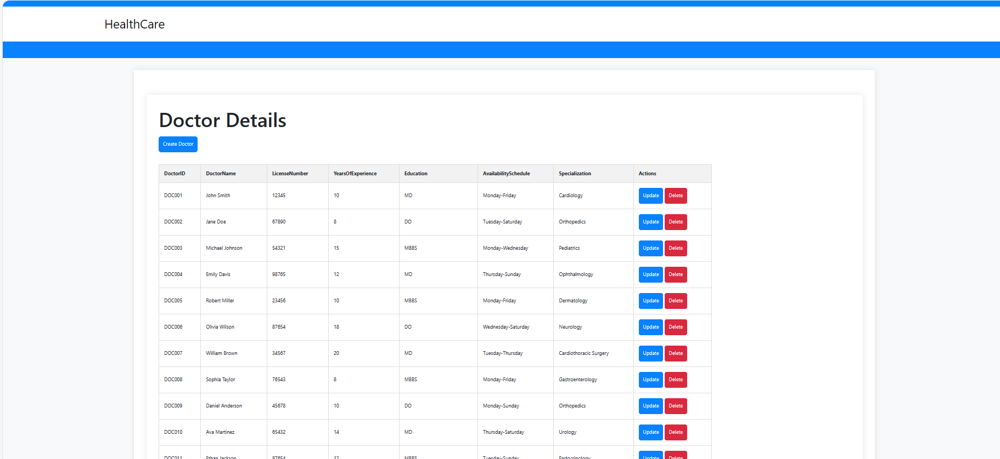 HealthCare
Doctor Details
Create Doctor
DoctorID DoctorName LicenseNumber YearsOfExperience Education AvailabilitySchedule Specialization Actions
DOC001 John Smith 12345 10 MD Monday-Friday Cardiology Update Delete
DOC002 Jane Doe 67890 8 DO Tuesday-Saturday Orthopedics Update Delete
DOC003 Michael Johnson 54321 15 MBBS Monday-Wednesday Pediatrics Update Delete
DOC004 Emily Davis 98765 12 MD Thursday-Sunday Ophthalmology Update Delete
DOC005 Robert Miller 23456 10 MBBS Monday-Friday Dermatology Update Delete
DOC006 Olivia Wilson 87654 18 DO Wednesday-Saturday Neurology Update Delete
DOC007 William Brown 34567 20 MD Tuesday-Thursday Cardiothoracic Surgery Update Delete
DOC008 Sophia Taylor 76543 8 MBBS Monday-Friday Gastroenterology Update Delete
DOC009 Daniel Anderson 45678 10 DO Monday-Sunday Orthopedics Update Delete
DOC010 Ava Martinez 65432 14 MD Thursday-Saturday Urology Update Delete
DOC011 Ethan Jackson 87654 12 MBBS Tuesday-Sunday Endocrinology Update Delete